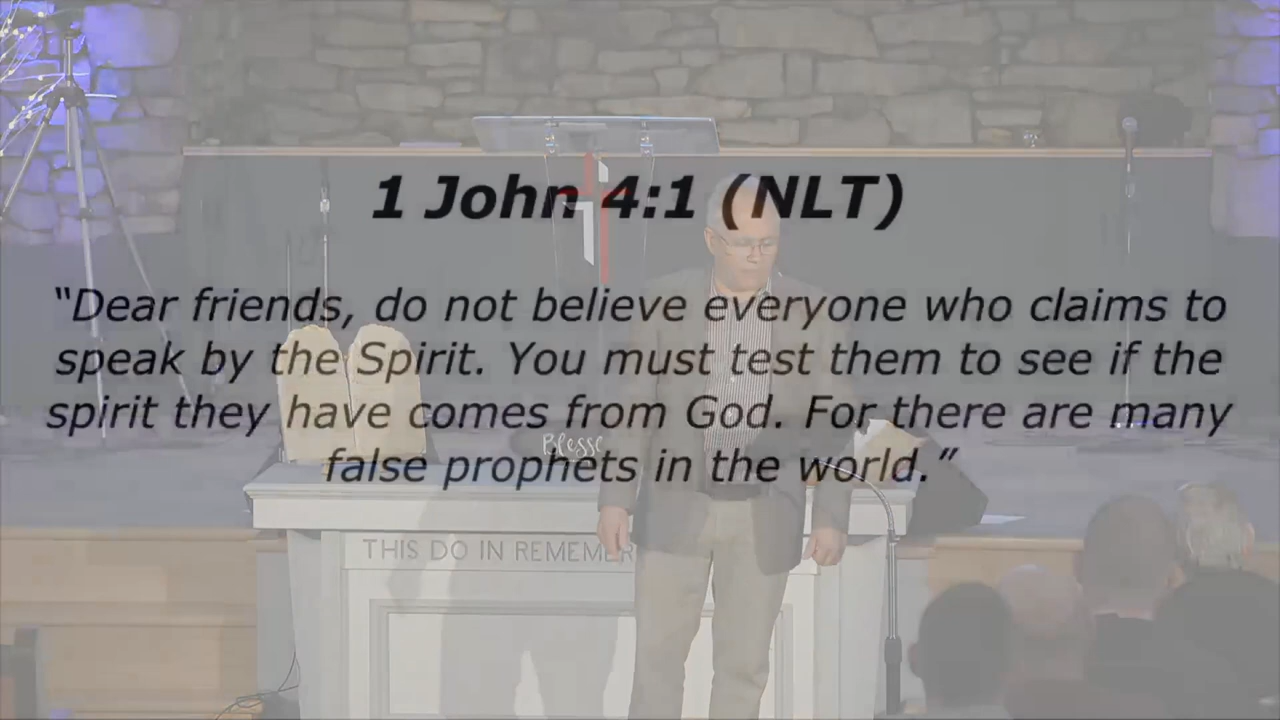 1 John 4:1 (NLT)
“Dear friends, do not believe everyone who claims to
speak by the Spirit. You must test them to see if the
spirit they have comes from God. For there are many
Blesse
false prophets in the world.”
THIS DO IN REMEMBR